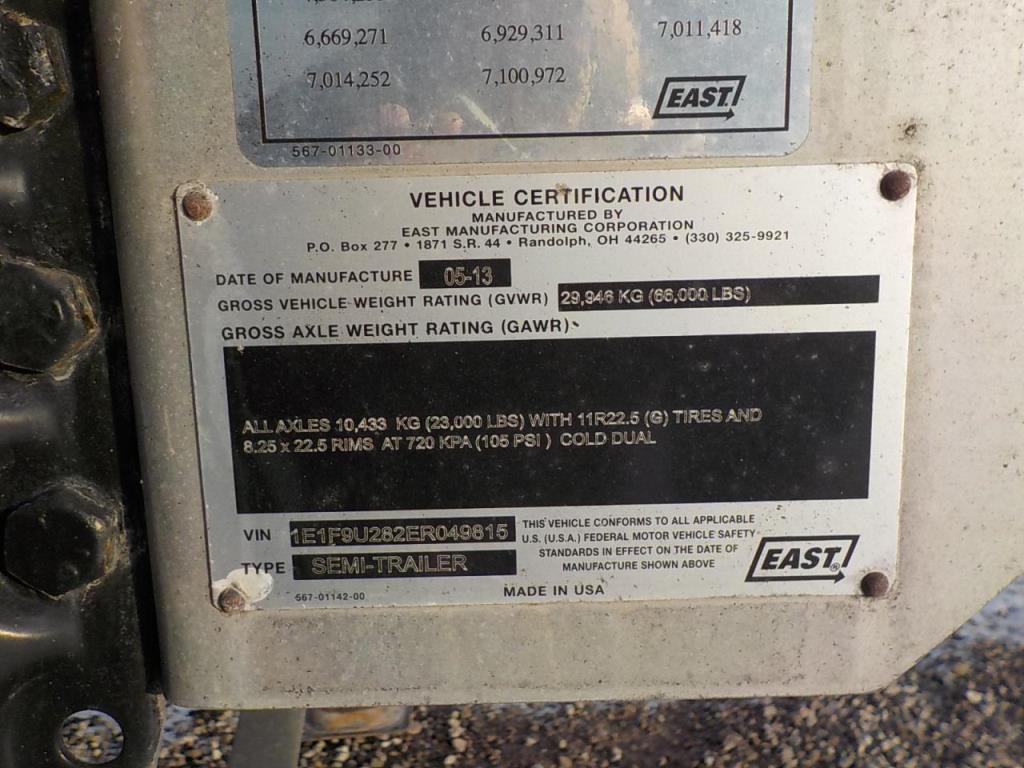 6,669,271 6,929,311 7,011,418
7,014,252 7,100,972
EAST
567-01133-00
VEHICLE CERTIFICATION
MANUFACTURED BY
EAST MANUFACTURING CORPORATION
P.O. Box 277 • 1871 S.R. 44 • Randolph, OH 44265 • (330) 325-9921
DATE OF MANUFACTURE 05-13
GROSS VEHICLE WEIGHT RATING (GVWR) 29,946 KG (66,000 LBS)
GROSS AXLE WEIGHT RATING (GAWR)
ALL AXLES 10,433 KG (23,000 LBS) WITH 11R22.5 (G) TIRES AND
8.25 x 22.5 RIMS AT 720 KPA (105 PSI ) COLD DUAL
VIN 1E1F9U282ER049815
TYPE SEMI-TRAILER
567-01142-00
THIS VEHICLE CONFORMS TO ALL APPLICABLE
U.S. (U.S.A.) FEDERAL MOTOR VEHICLE SAFETY
STANDARDS IN EFFECT ON THE DATE OF
MANUFACTURE SHOWN ABOVE
EAST®
MADE IN USA